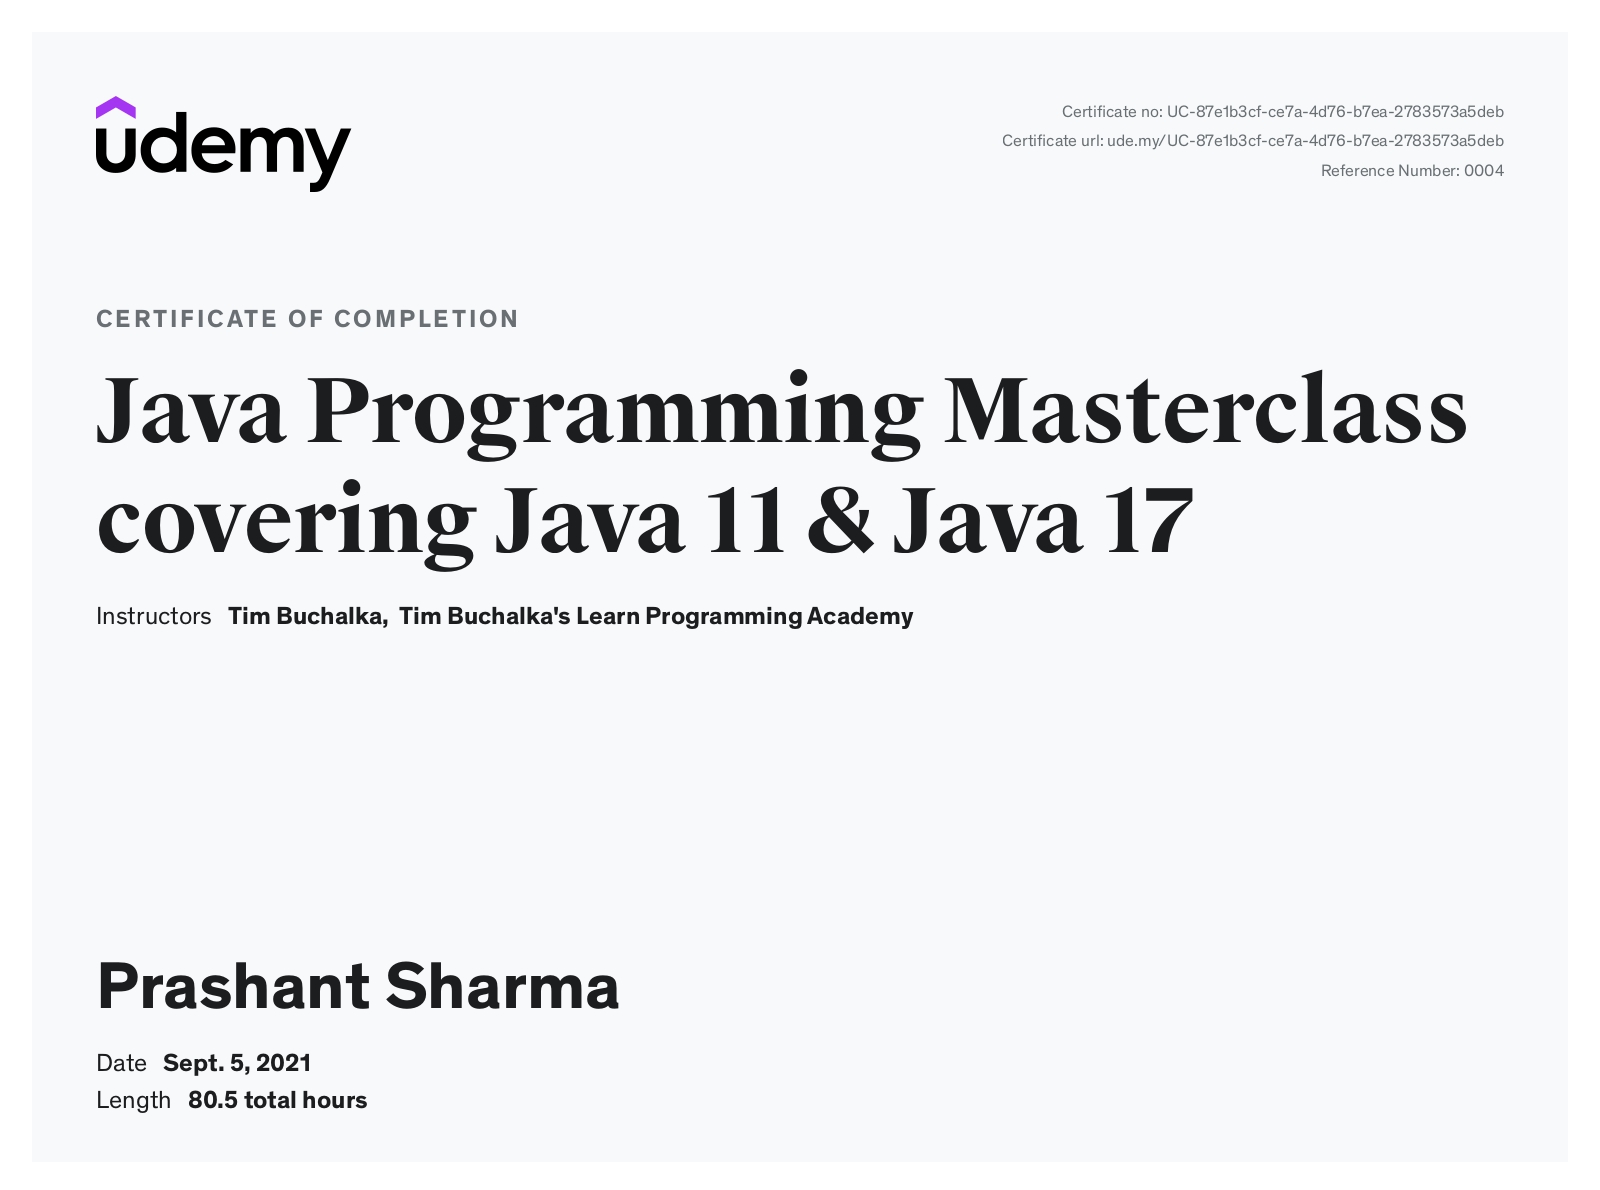 udemy
Certificate no: UC-87e1b3cf-ce7a-4d76-b7ea-2783573a5deb
Certificate url: ude.my/UC-87e1b3cf-ce7a-4d76-b7ea-2783573a5deb
Reference Number: 0004
CERTIFICATE OF COMPLETION
Java Programming Masterclass
covering Java 11 & Java 17
Instructors Tim Buchalka, Tim Buchalka's Learn Programming Academy
Prashant Sharma
Date Sept. 5, 2021
Length 80.5 total hours